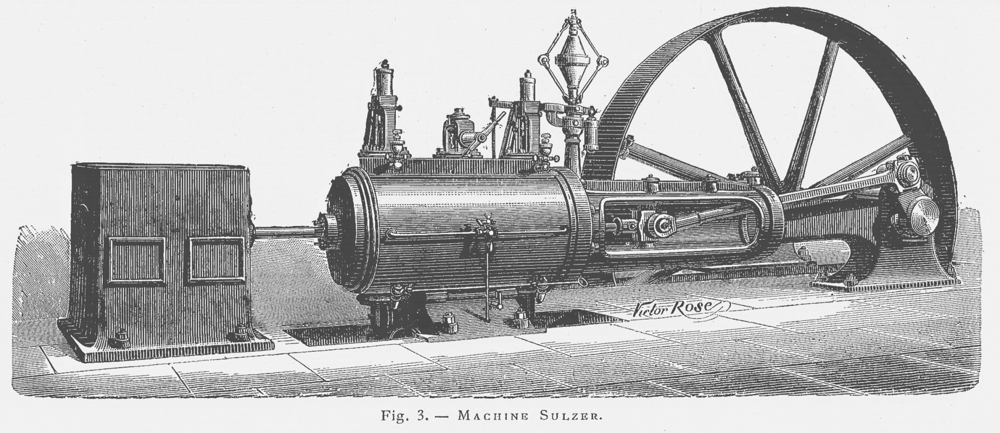 Victor Rose
Fig. 3. — MACHINE SULZER.